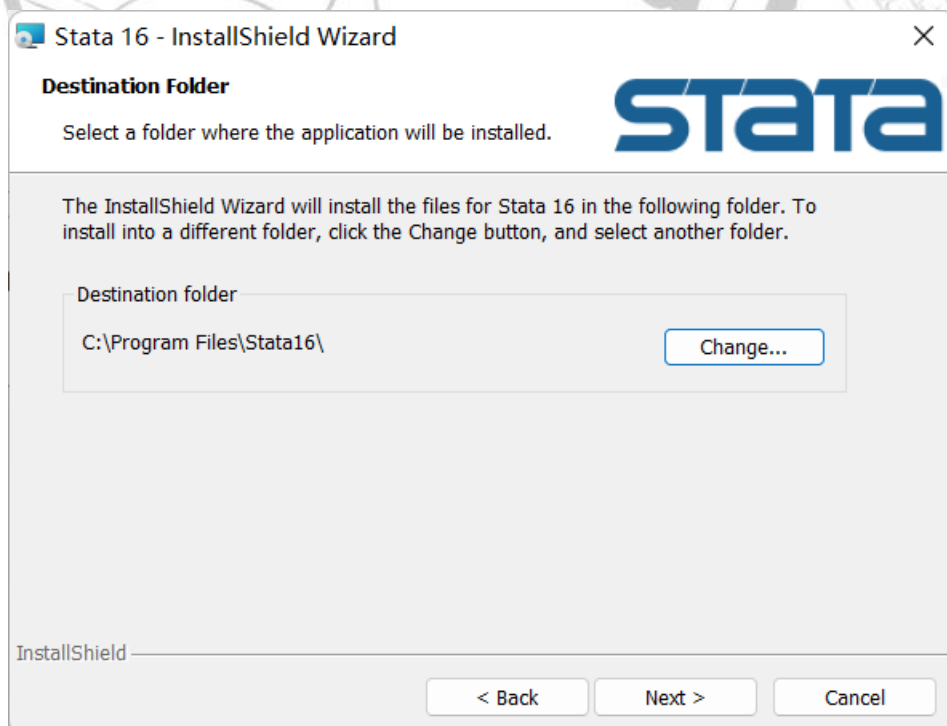 Stata 16 - InstallShield Wizard
Destination Folder
Select a folder where the application will be installed.
STATA
The InstallShield Wizard will install the files for Stata 16 in the following folder. To
install into a different folder, click the Change button, and select another folder.
Destination folder
C:\Program Files\Stata16\
Change...
InstallShield
< Back
Next >
Cancel